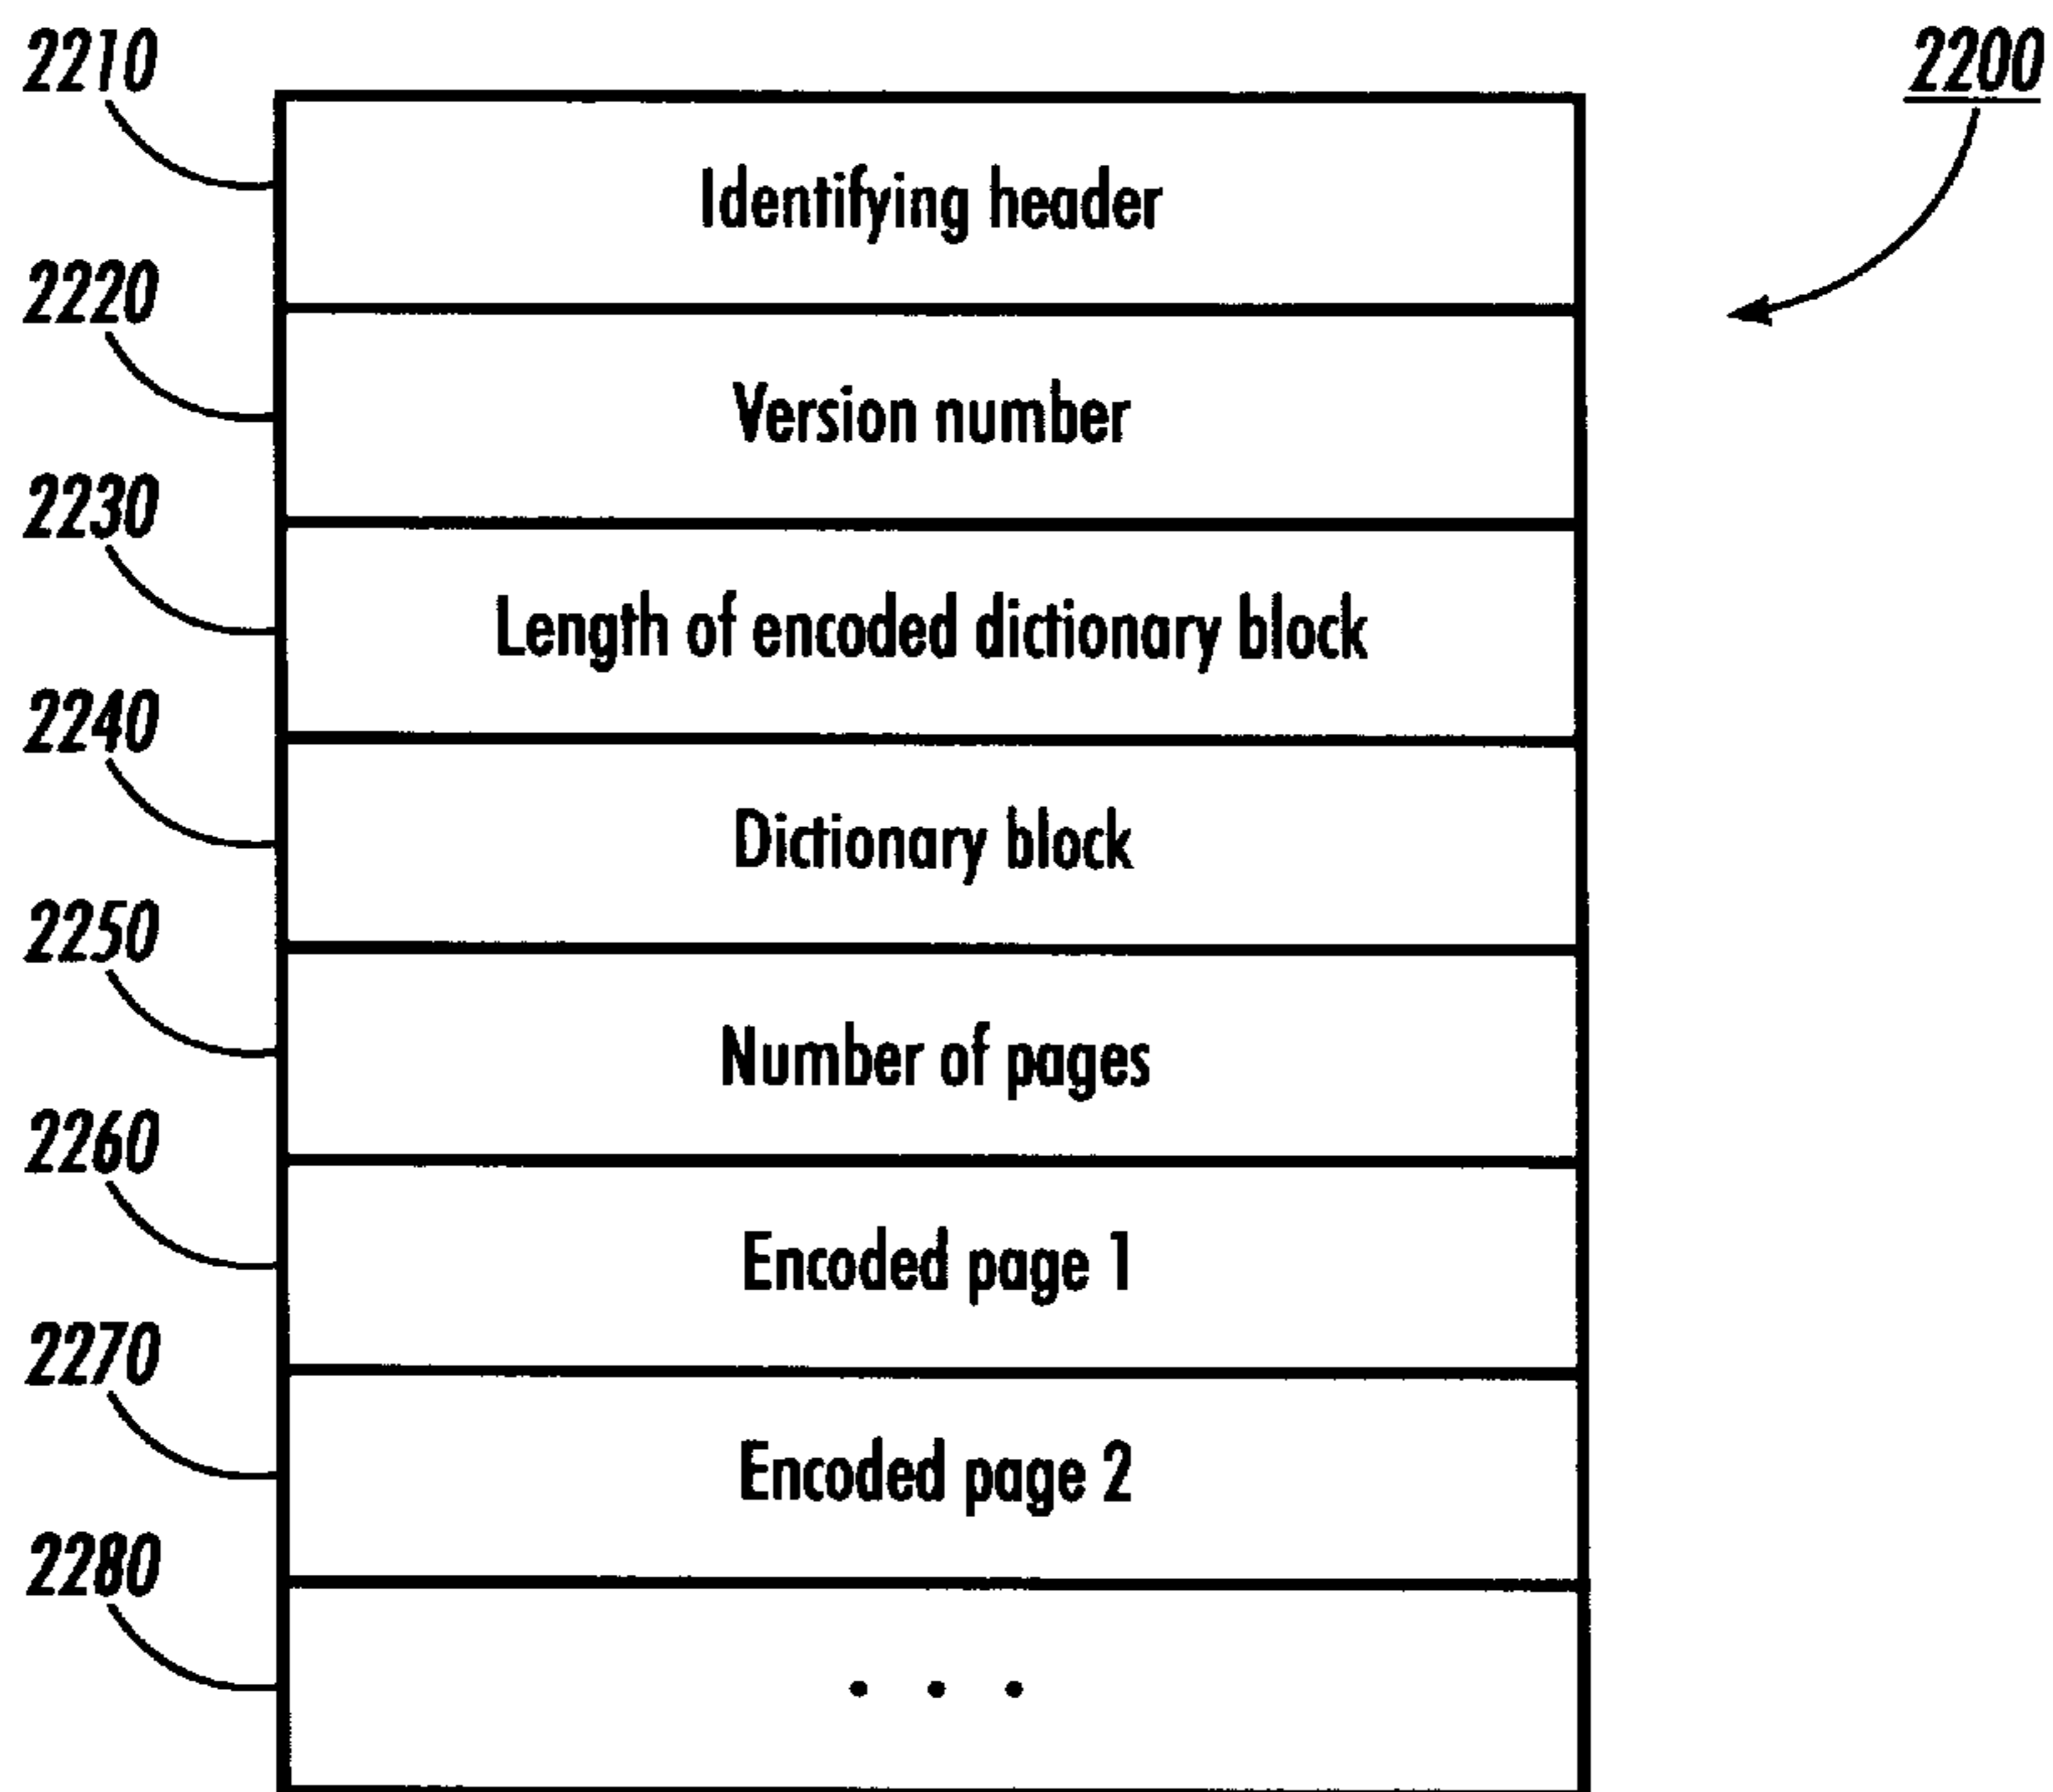 2210
2200
Identifying header
2220
Version number
2230
Length of encoded dictionary block
2240
Dictionary block
2250
Number of pages
2260
Encoded page 1
2270
Encoded page 2
2280
. . .